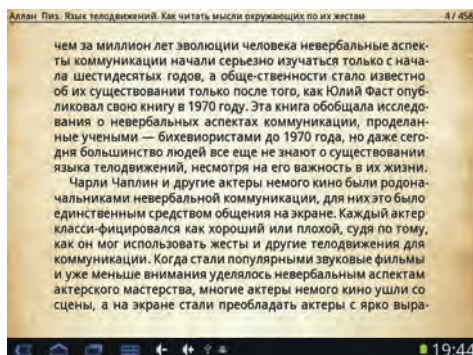 Аллан Пиз. Язык телодвижений. Как читать мысли окружающих по их жестам 4 / 458
чем за миллион лет эволюции человека невербальные аспек-
ты коммуникации начали серьезно изучаться только с нача-
ла шестидесятых годов, а обще-ственности стало известно
об их существовании только после того, как Юлий Фаст опуб-
ликовал свою книгу в 1970 году. Эта книга обобщала исследо-
вания о невербальных аспектах коммуникации, проделан-
ные учеными — бихевиористами до 1970 года, но даже сего-
дня большинство людей все еще не знают о существовании
языка телодвижений, несмотря на его важность в их жизни.
Чарли Чаплин и другие актеры немого кино были родона-
чальниками невербальной коммуникации, для них это было
единственным средством общения на экране. Каждый актер
класси-фицировался как хороший или плохой, судя по тому,
как он мог использовать жесты и другие телодвижения для
коммуникации. Когда стали популярными звуковые фильмы
и уже меньше внимания уделялось невербальным аспектам
актерского мастерства, многие актеры немого кино ушли со
сцены, а на экране стали преобладать актеры с ярко выра-
19:44